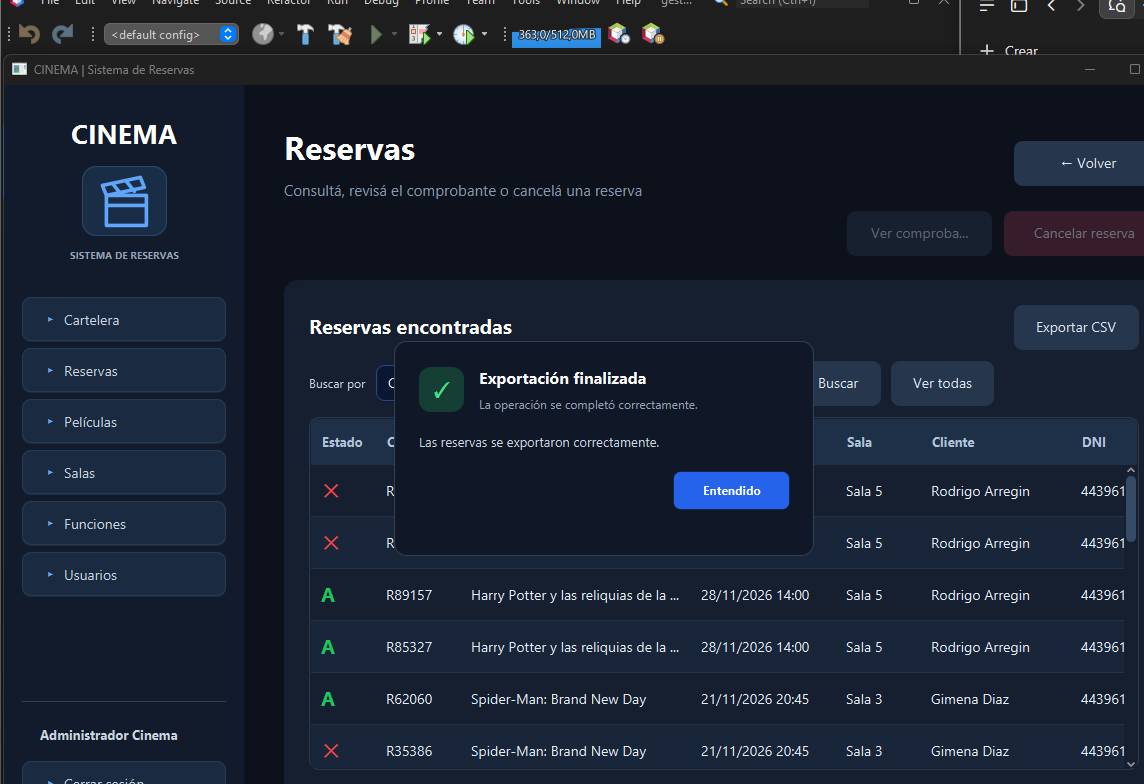 File Edit View Navigate Source Refactor Run Debug Profile Team Tools Window Help gest... Search (Ctrl+I)
<default config>
363,0/512,0MB
Crear
CINEMA | Sistema de Reservas
CINEMA
SISTEMA DE RESERVAS
Cartelera
Reservas
Películas
Salas
Funciones
Usuarios
Administrador Cinema
Cerrar sesión
Reservas
Consultá, revisá el comprobante o cancelá una reserva
← Volver
Ver comproba...
Cancelar reserva
Reservas encontradas
Exportar CSV
Buscar por
C
Buscar
Ver todas
Exportación finalizada
La operación se completó correctamente.
Las reservas se exportaron correctamente.
Entendido
Estado C Sala Cliente DNI
R Sala 5 Rodrigo Arregin 443961
R Sala 5 Rodrigo Arregin 443961
A R89157 Harry Potter y las reliquias de la ... 28/11/2026 14:00 Sala 5 Rodrigo Arregin 443961
A R85327 Harry Potter y las reliquias de la ... 28/11/2026 14:00 Sala 5 Rodrigo Arregin 443961
A R62060 Spider-Man: Brand New Day 21/11/2026 20:45 Sala 3 Gimena Diaz 443961
R35386 Spider-Man: Brand New Day 21/11/2026 20:45 Sala 3 Gimena Diaz 443961